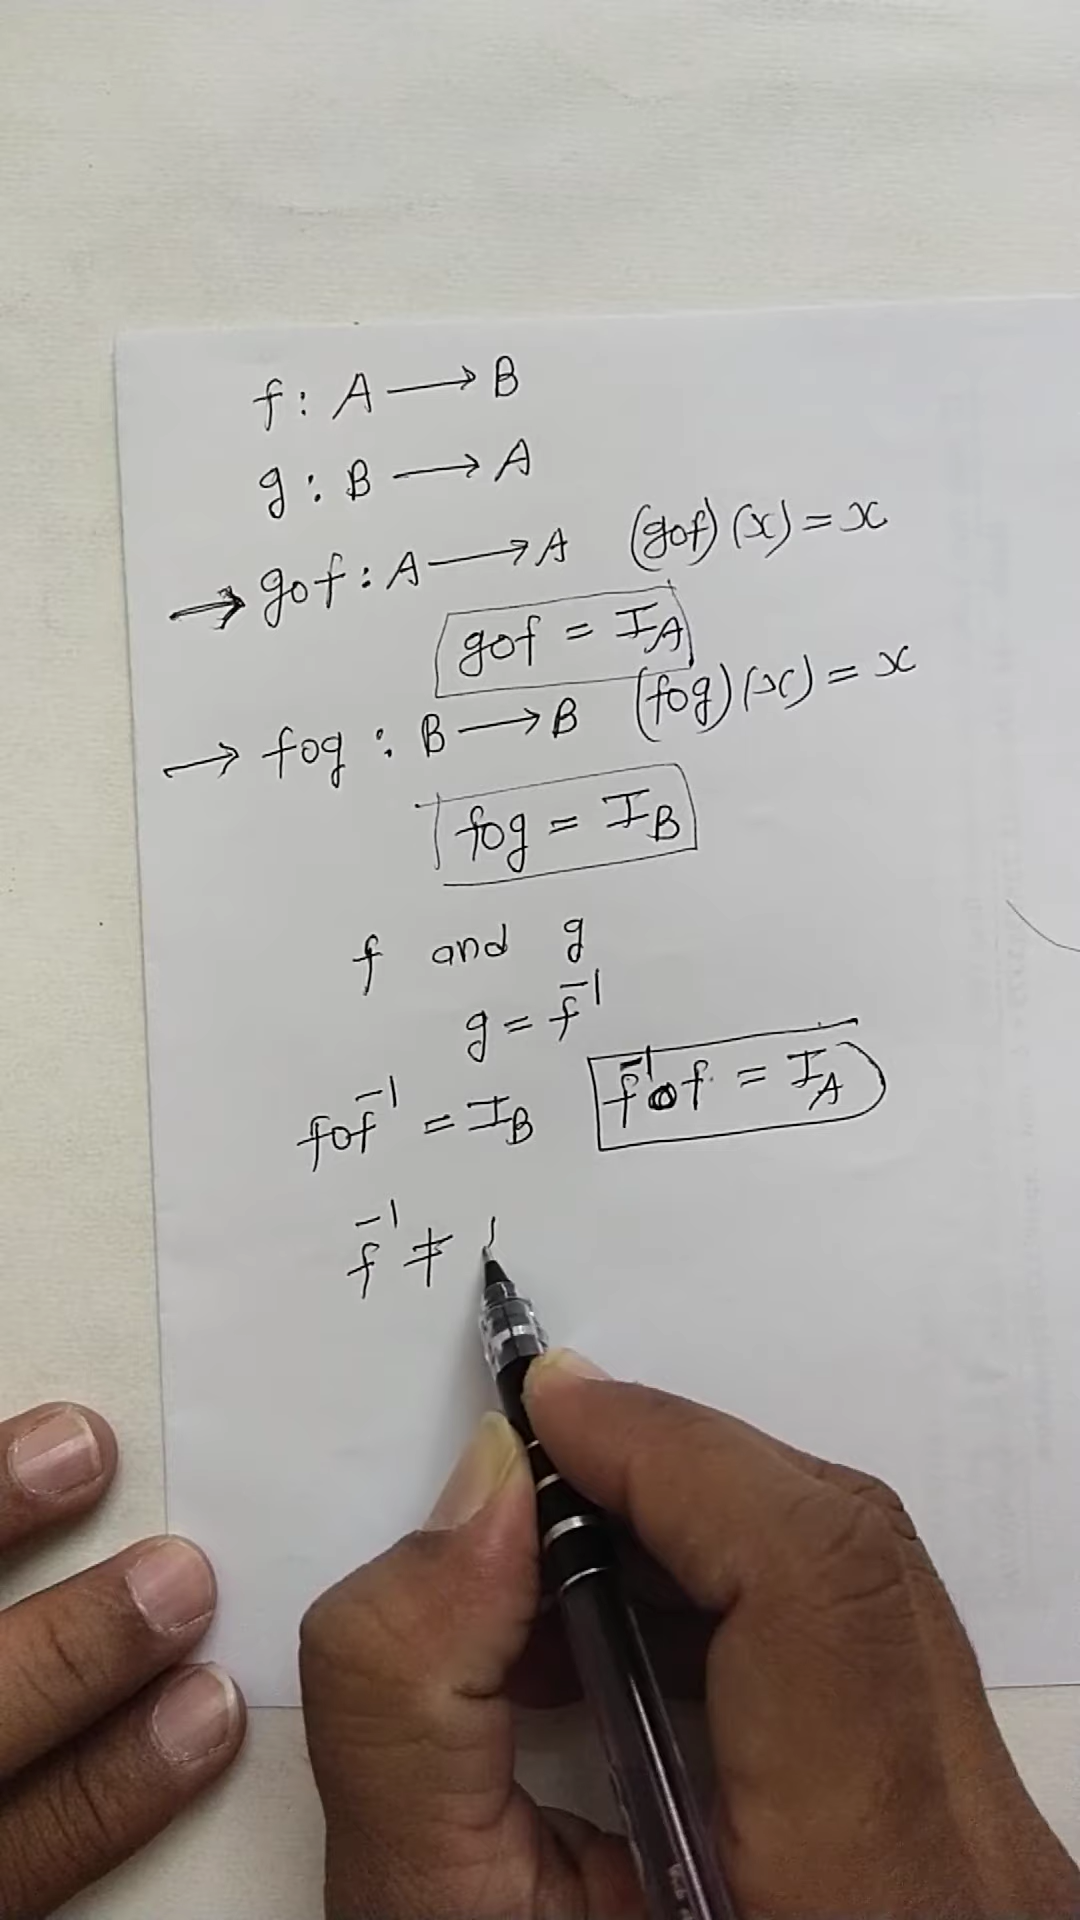 f : A ⟶ B
g : B ⟶ A
→ gof : A ⟶ A (gof)(x) = x
gof = I_A
→ fog : B ⟶ B (fog)(x) = x
fog = I_B
f and g
g = f⁻¹
fof⁻¹ = I_B f⁻¹of = I_A
f⁻¹ ≠